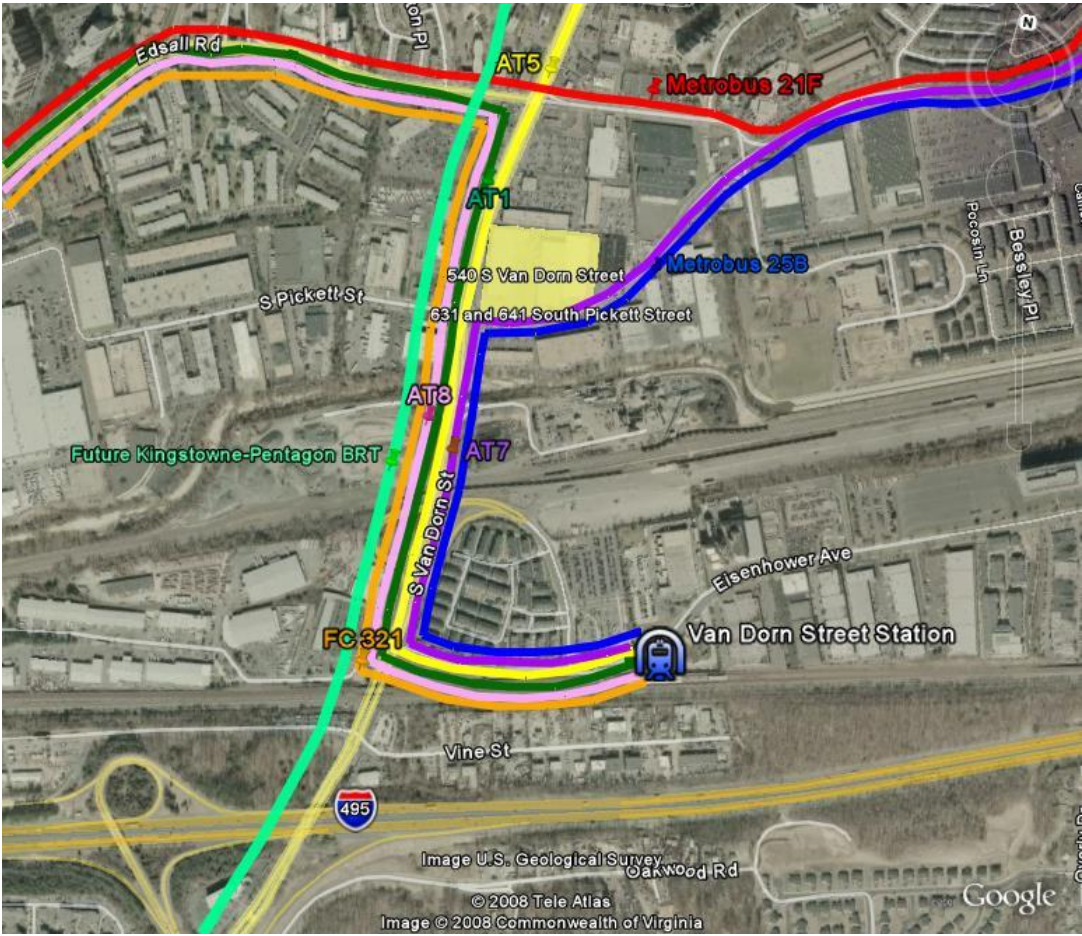 ton Pl
Edsall Rd
AT5
N
Metrobus 21F
AT1
Pocosin Ln
Bessley Pl
540 S Van Dorn Street
Metrobus 25B
S Pickett St
631 and 641 South Pickett Street
AT8
Future Kingstowne-Pentagon BRT
AT7
S Van Dorn St
Eisenhower Ave
FC 321
Van Dorn Street Station
Vine St
495
Image U.S. Geological Survey
Oakwood Rd
© 2008 Tele Atlas
Google
Image © 2008 Commonwealth of Virginia